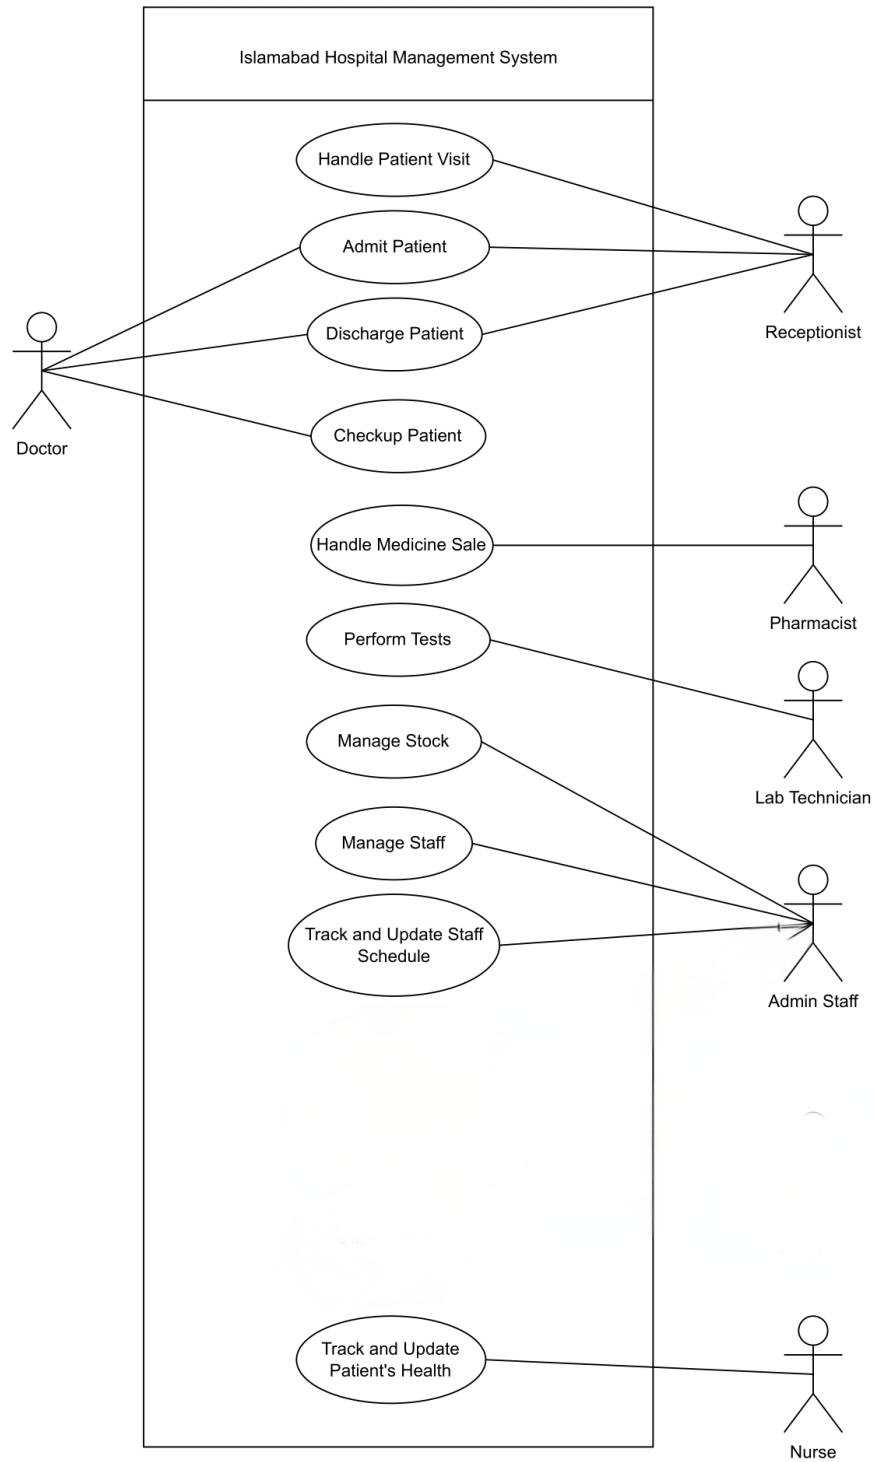 Islamabad Hospital Management System
Handle Patient Visit
Admit Patient
Receptionist
Discharge Patient
Checkup Patient
Doctor
Handle Medicine Sale
Pharmacist
Perform Tests
Manage Stock
Lab Technician
Manage Staff
Track and Update Staff
Schedule
Admin Staff
Track and Update
Patient's Health
Nurse